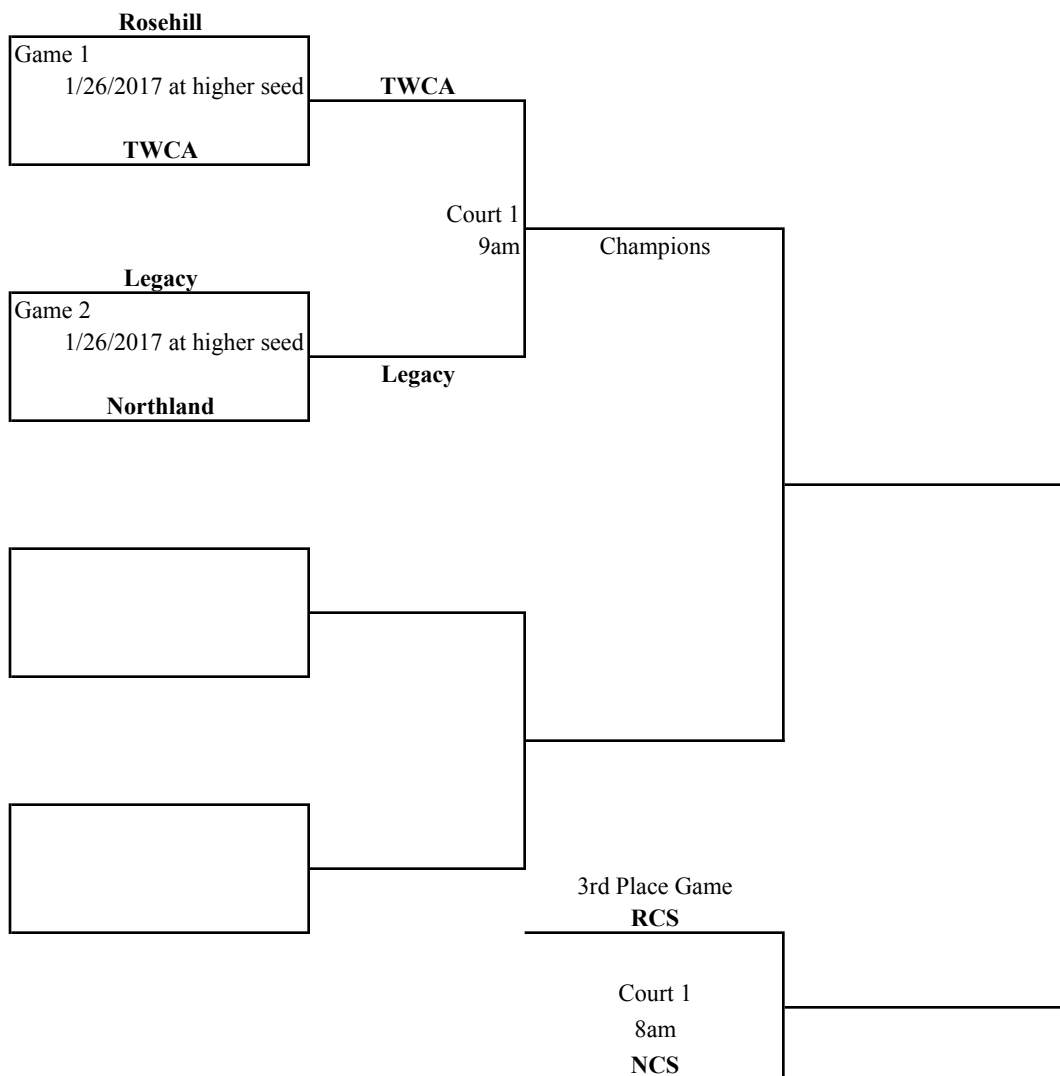 Rosehill
Game 1
1/26/2017 at higher seed
TWCA
TWCA
Court 1
9am
Champions
Legacy
Game 2
1/26/2017 at higher seed
Legacy
Northland
3rd Place Game
RCS
Court 1
8am
NCS